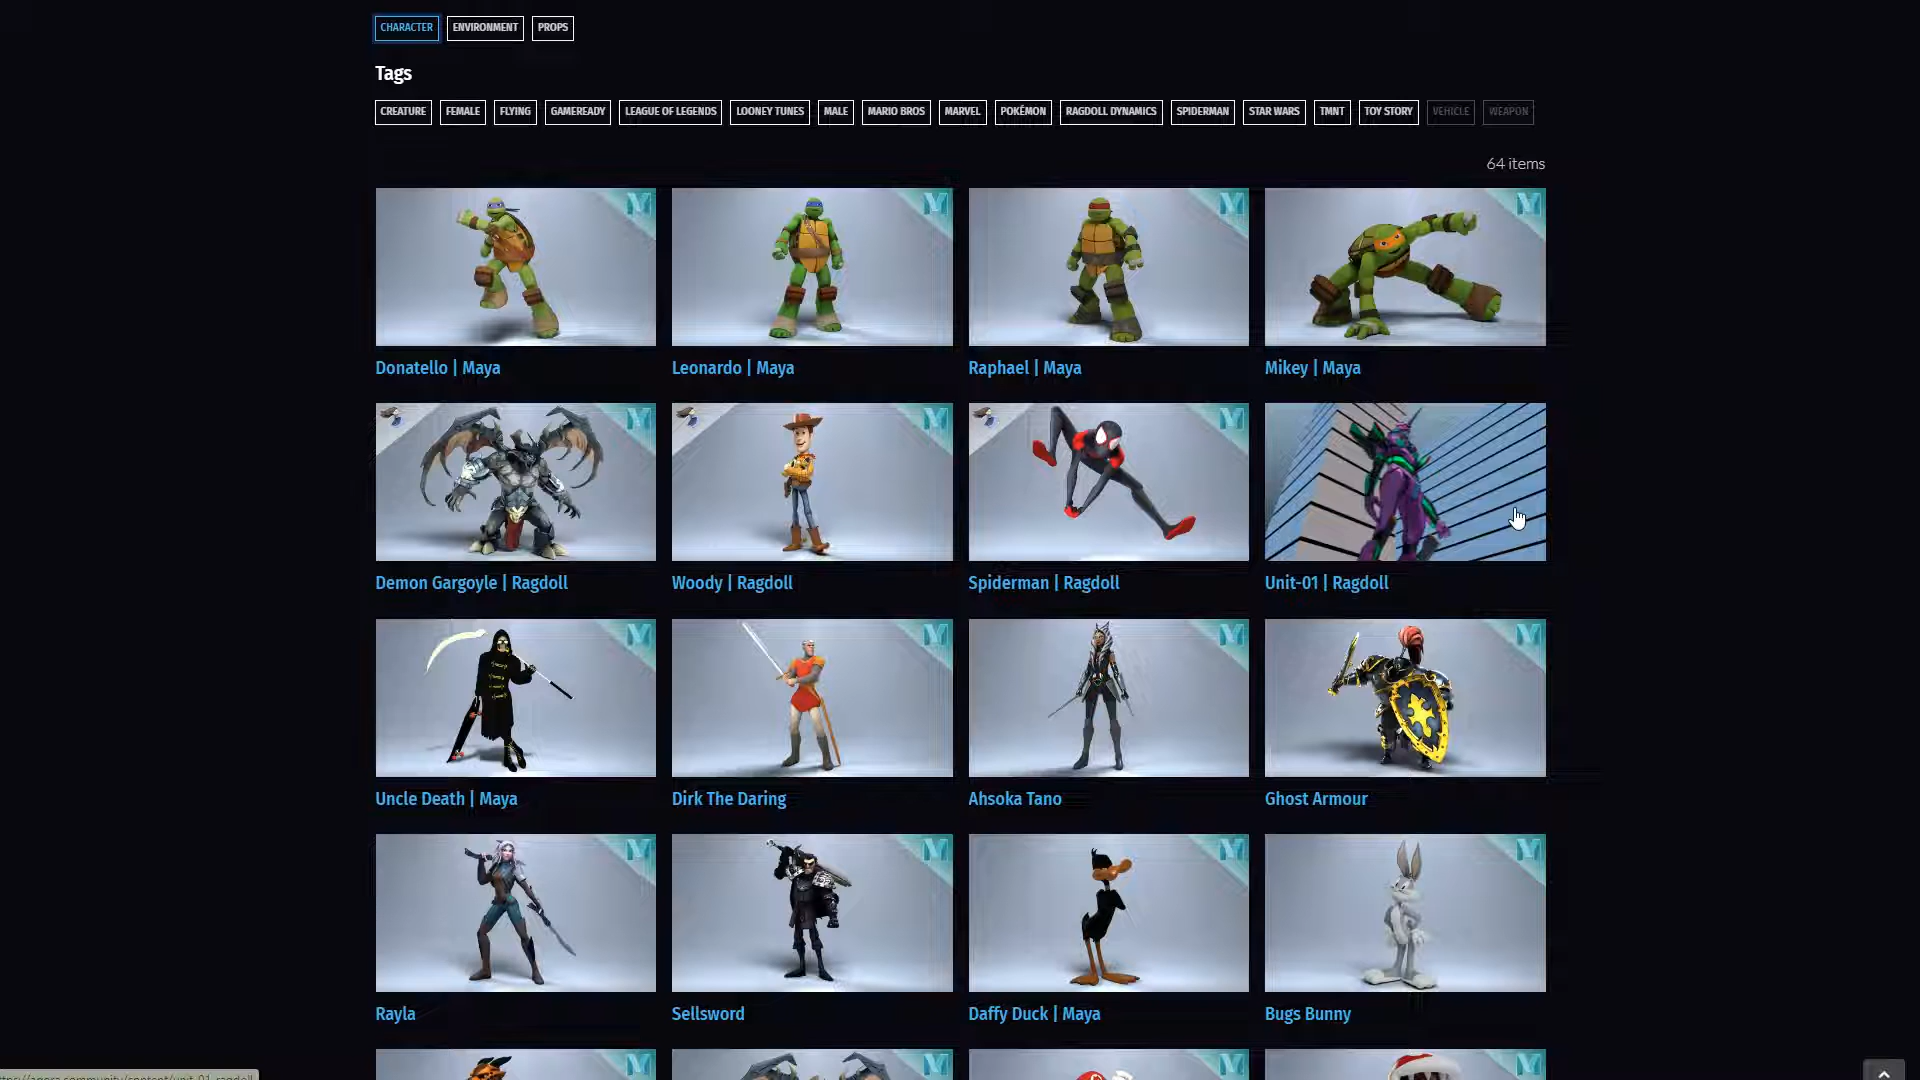 CHARACTER ENVIRONMENT PROPS
Tags
CREATURE FEMALE FLYING GAMEREADY LEAGUE OF LEGENDS LOONEY TUNES MALE MARIO BROS MARVEL POKÉMON RAGDOLL DYNAMICS SPIDERMAN STAR WARS TMNT TOY STORY VEHICLE WEAPON
64 items
Donatello | Maya Leonardo | Maya Raphael | Maya Mikey | Maya
Demon Gargoyle | Ragdoll Woody | Ragdoll Spiderman | Ragdoll Unit-01 | Ragdoll
Uncle Death | Maya Dirk The Daring Ahsoka Tano Ghost Armour
Rayla Sellsword Daffy Duck | Maya Bugs Bunny